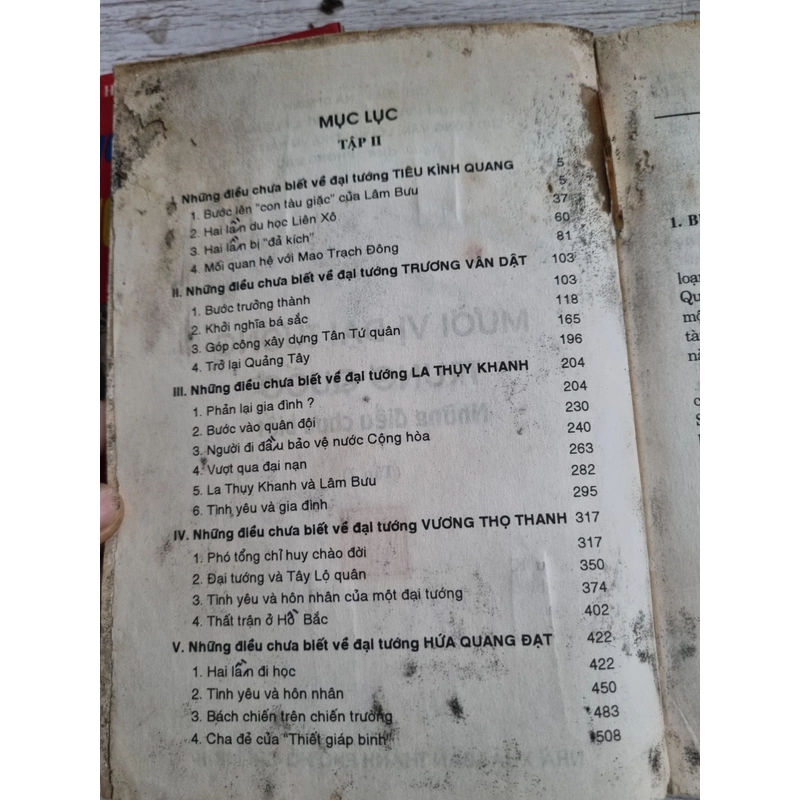 MỤC LỤC
TẬP II
I. Những điều chưa biết về đại tướng TIÊU KÌNH QUANG 5
1. Bước lên "con tàu giặc" của Lâm Bưu 5
2. Hai lần du học Liên Xô 37
3. Hai lần bị "đả kích" 60
4. Mối quan hệ với Mao Trạch Đông 81
II. Những điều chưa biết về đại tướng TRƯƠNG VÂN DẬT 103
1. Bước trưởng thành 103
2. Khởi nghĩa bá sắc 118
3. Góp công xây dựng Tân Tứ quân 165
4. Trở lại Quảng Tây 196
III. Những điều chưa biết về đại tướng LA THỤY KHANH 204
1. Phản lại gia đình ? 204
2. Bước vào quân đội 230
3. Người đi đầu bảo vệ nước Cộng hòa 240
4. Vượt qua đại nạn 263
5. La Thụy Khanh và Lâm Bưu 282
6. Tình yêu và gia đình 295
IV. Những điều chưa biết về đại tướng VƯƠNG THỌ THANH 317
1. Phó tổng chỉ huy chào đời 317
2. Đại tướng và Tây Lộ quân 350
3. Tình yêu và hôn nhân của một đại tướng 374
4. Thất trận ở Hồ Bắc 402
V. Những điều chưa biết về đại tướng HỨA QUANG ĐẠT 422
1. Hai lần đi học 422
2. Tình yêu và hôn nhân 450
3. Bách chiến trên chiến trường 483
4. Cha đẻ của "Thiết giáp binh" 508
1. B
loạn
Qu
mộ
tà
nà